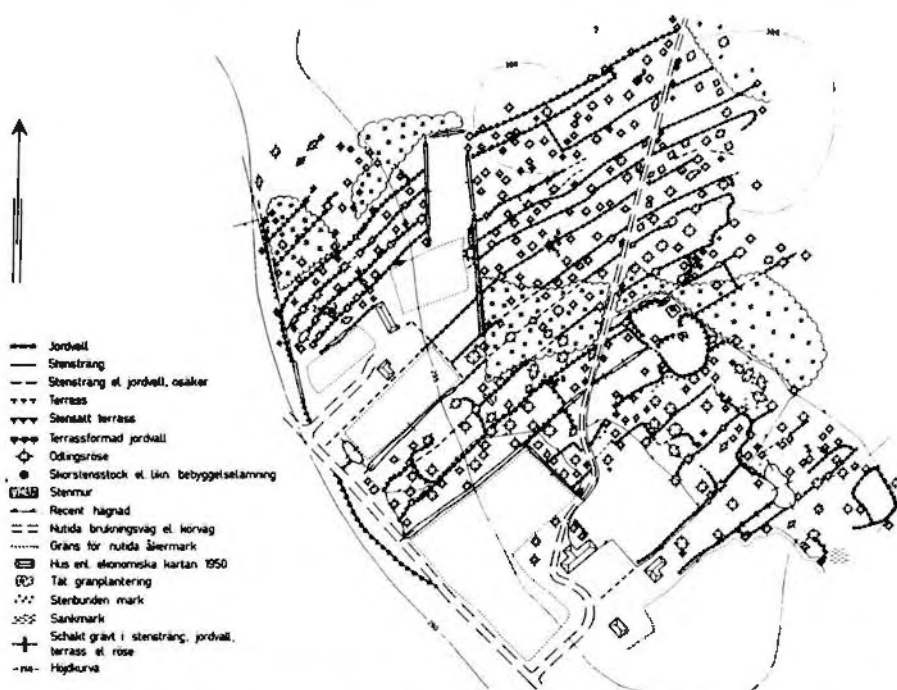 Jordvell
Stensträng
Stensträng el. jordvell, osäker
Terrass
Stensatt terrass
Terrassformad jordvall
Odlingsröse
Skorstensstock el. likn. bebyggelselämning
Stenmur
Recent hägnad
Nutida brukningsväg el. körväg
Gräns för nutida åkermark
Hus enl. ekonomiska kartan 1950
Tät granplantering
Stenbunden mark
Sankmark
Schakt grävt i stensträng, jordvall,
terrass el röse
Höjdkurva
?